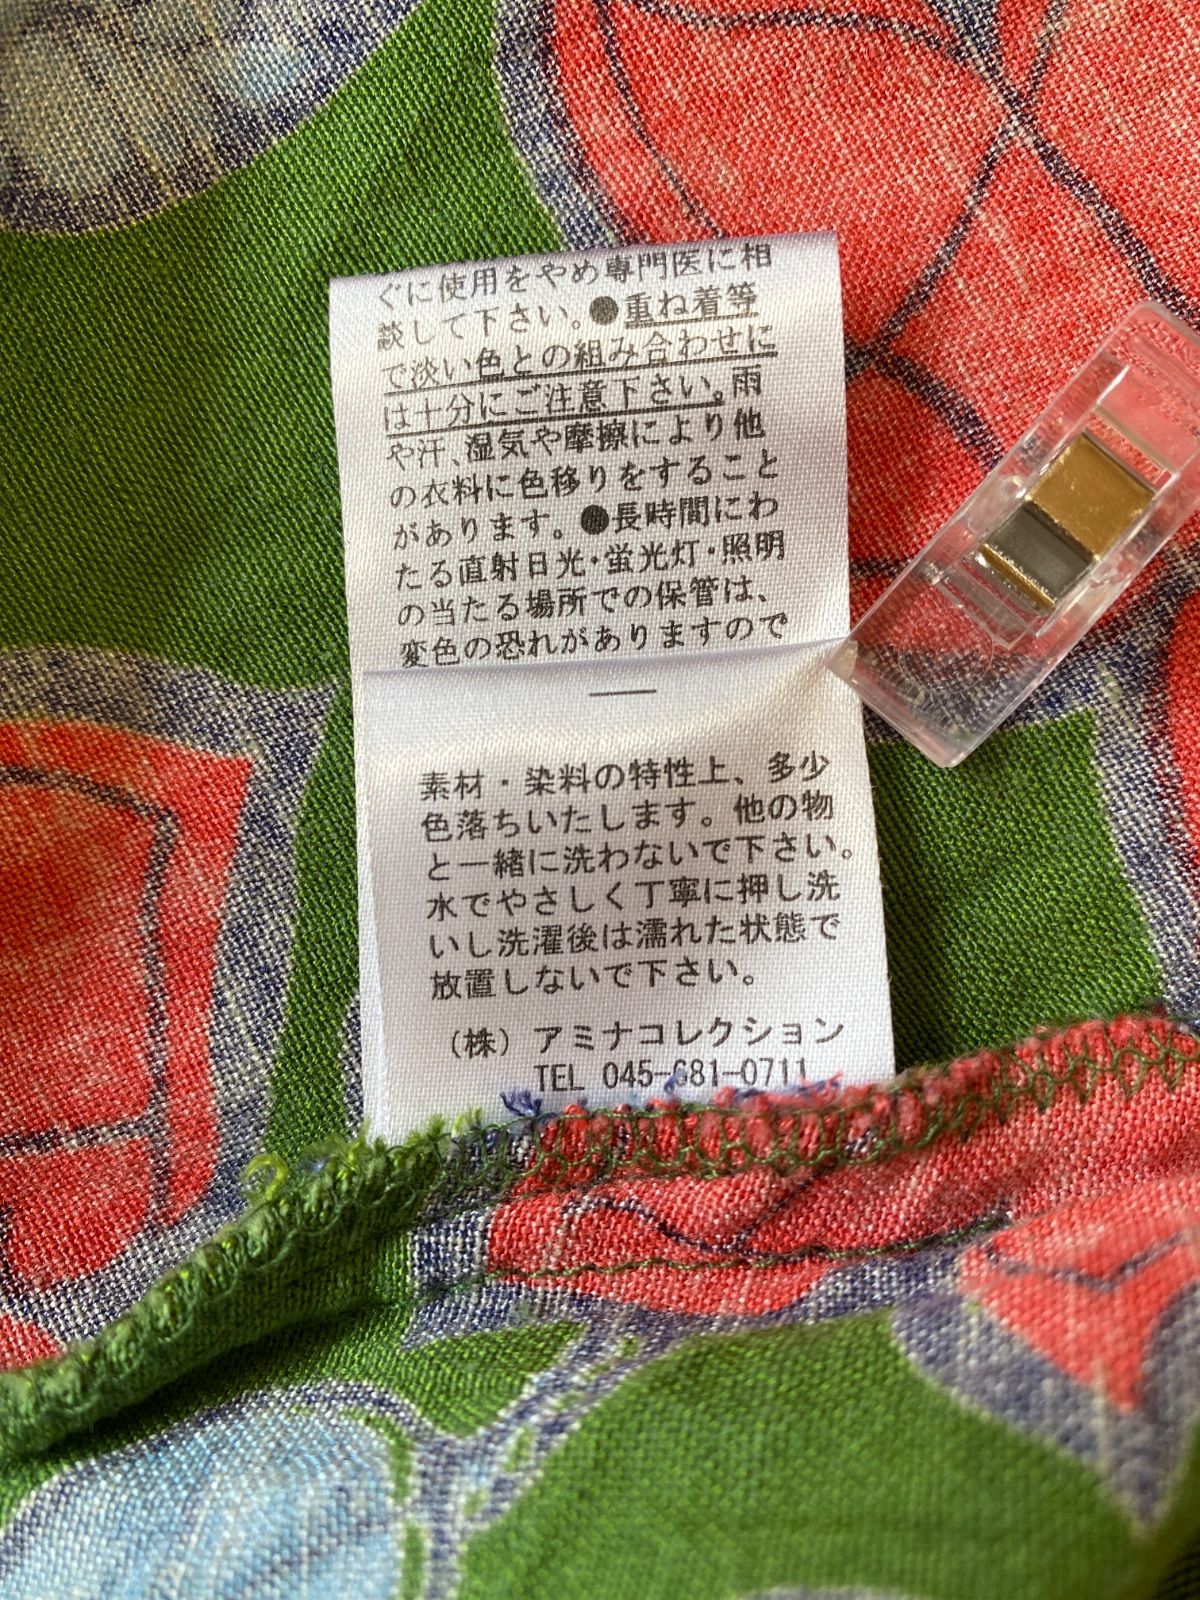 ぐに使用をやめ専門医に相
談して下さい。●重ね着等
で淡い色との組み合わせに
は十分にご注意下さい。雨
や汗、湿気や摩擦により他
の衣料に色移りをすること
があります。●長時間にわ
たる直射日光・蛍光灯・照明
の当たる場所での保管は、
変色の恐れがありますので
素材・染料の特性上、多少
色落ちいたします。他の物
と一緒に洗わないで下さい。
水でやさしく丁寧に押し洗
いし洗濯後は濡れた状態で
放置しないで下さい。
（株）アミナコレクション
TEL 045-681-0711